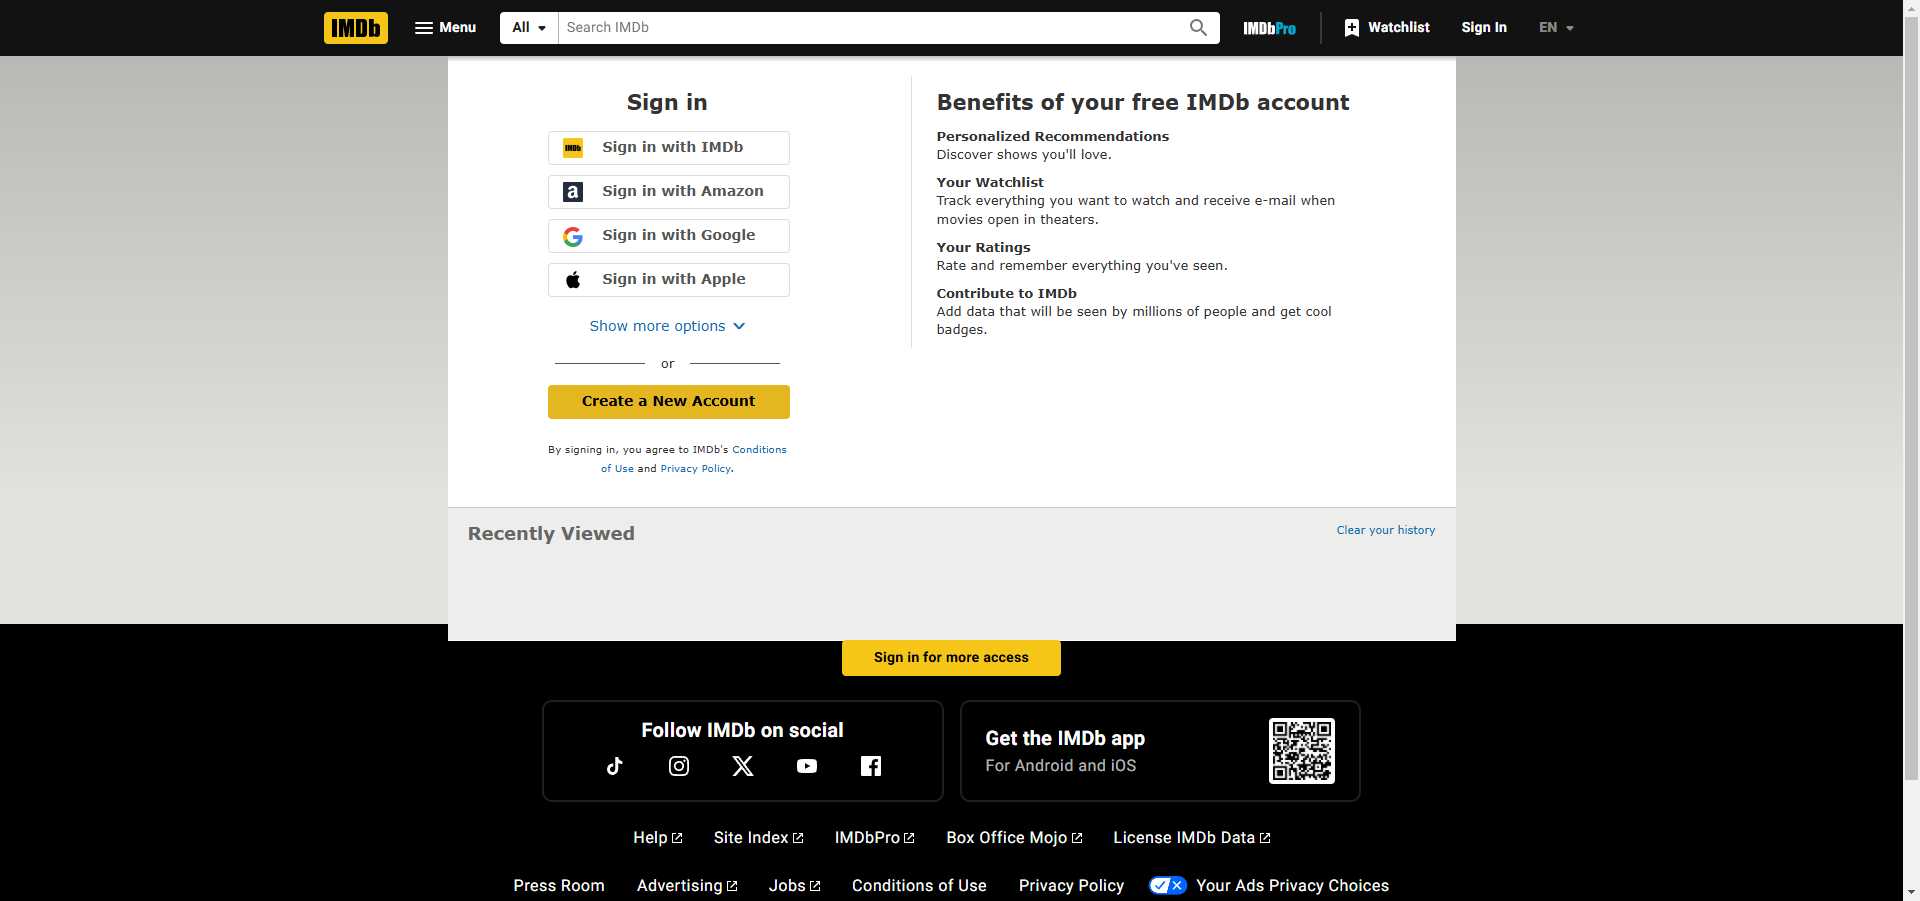 IMDb Menu All Search IMDb IMDbPro Watchlist Sign In EN
Sign in
IMDb Sign in with IMDb
a Sign in with Amazon
Sign in with Google
Sign in with Apple
Show more options
or
Create a New Account
By signing in, you agree to IMDb's Conditions
of Use and Privacy Policy.
Benefits of your free IMDb account
Personalized Recommendations
Discover shows you'll love.
Your Watchlist
Track everything you want to watch and receive e-mail when
movies open in theaters.
Your Ratings
Rate and remember everything you've seen.
Contribute to IMDb
Add data that will be seen by millions of people and get cool
badges.
Recently Viewed
Clear your history
Sign in for more access
Follow IMDb on social
Get the IMDb app
For Android and iOS
Help Site Index IMDbPro Box Office Mojo License IMDb Data
Press Room Advertising Jobs Conditions of Use Privacy Policy Your Ads Privacy Choices